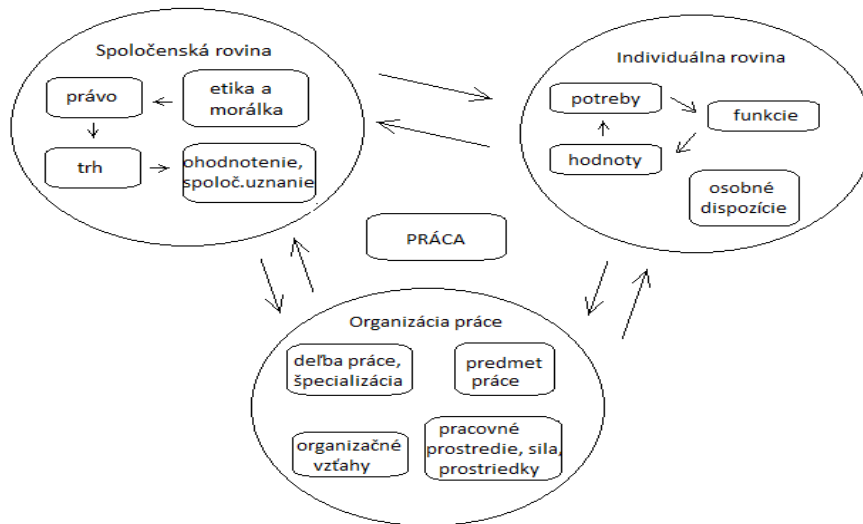 Spoločenská rovina
právo
etika a
morálka
trh
ohodnotenie,
spoloč.uznanie
Individuálna rovina
potreby
funkcie
hodnoty
osobné
dispozície
PRÁCA
Organizácia práce
deľba práce,
špecializácia
predmet
práce
organizačné
vzťahy
pracovné
prostredie, sila,
prostriedky